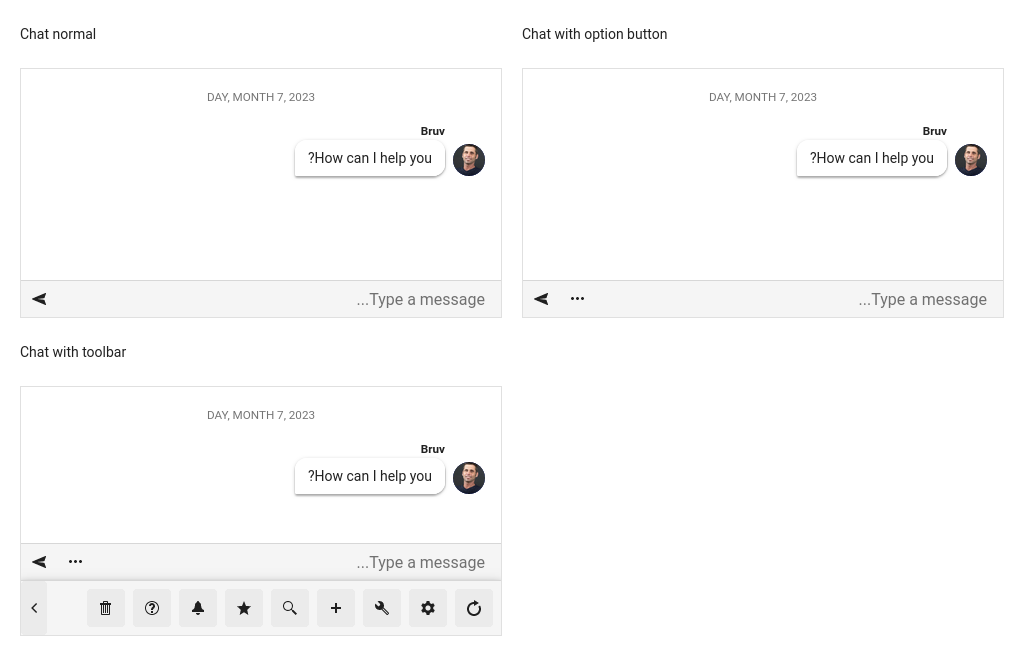 Chat normal
Chat with option button
DAY, MONTH 7, 2023
Bruv
?How can I help you
...Type a message
DAY, MONTH 7, 2023
Bruv
?How can I help you
...Type a message
Chat with toolbar
DAY, MONTH 7, 2023
Bruv
?How can I help you
...Type a message